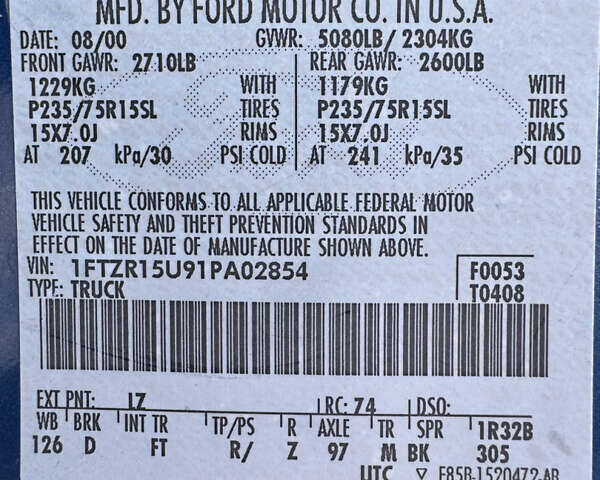 MFD. BY FORD MOTOR CO. IN U.S.A.
DATE: 08/00 GVWR: 5080LB/ 2304KG
FRONT GAWR: 2710LB REAR GAWR: 2600LB
1229KG WITH 1179KG WITH
P235/75R15SL TIRES P235/75R15SL TIRES
15X7.0J RIMS 15X7.0J RIMS
AT 207 kPa/30 PSI COLD AT 241 kPa/35 PSI COLD
THIS VEHICLE CONFORMS TO ALL APPLICABLE FEDERAL MOTOR
VEHICLE SAFETY AND THEFT PREVENTION STANDARDS IN
EFFECT ON THE DATE OF MANUFACTURE SHOWN ABOVE.
VIN: 1FTZR15U91PA02854 F0053
TYPE: TRUCK T0408
EXT PNT: LZ RC: 74 DSO:
WB BRK INT TR TP/PS R AXLE TR SPR 1R32B
126 D FT R/ Z 97 M BK 305
UTC ▽ F85B-1520472-AB